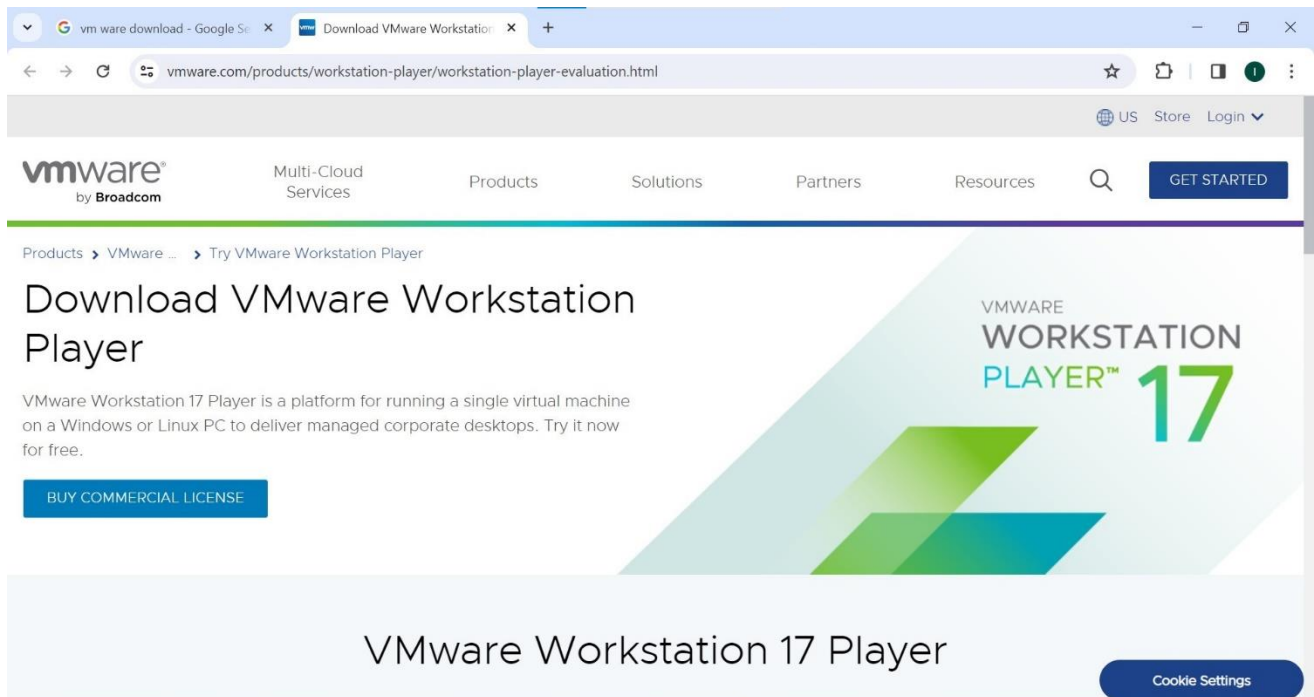 vm ware download - Google Se
Download VMware Workstation
vmware.com/products/workstation-player/workstation-player-evaluation.html
I
US Store Login
vmware®
by Broadcom
Multi-Cloud
Services
Products
Solutions
Partners
Resources
GET STARTED
Products > VMware ... > Try VMware Workstation Player
Download VMware Workstation
Player
VMware Workstation 17 Player is a platform for running a single virtual machine
on a Windows or Linux PC to deliver managed corporate desktops. Try it now
for free.
BUY COMMERCIAL LICENSE
VMWARE
WORKSTATION
PLAYER™ 17
VMware Workstation 17 Player
Cookie Settings